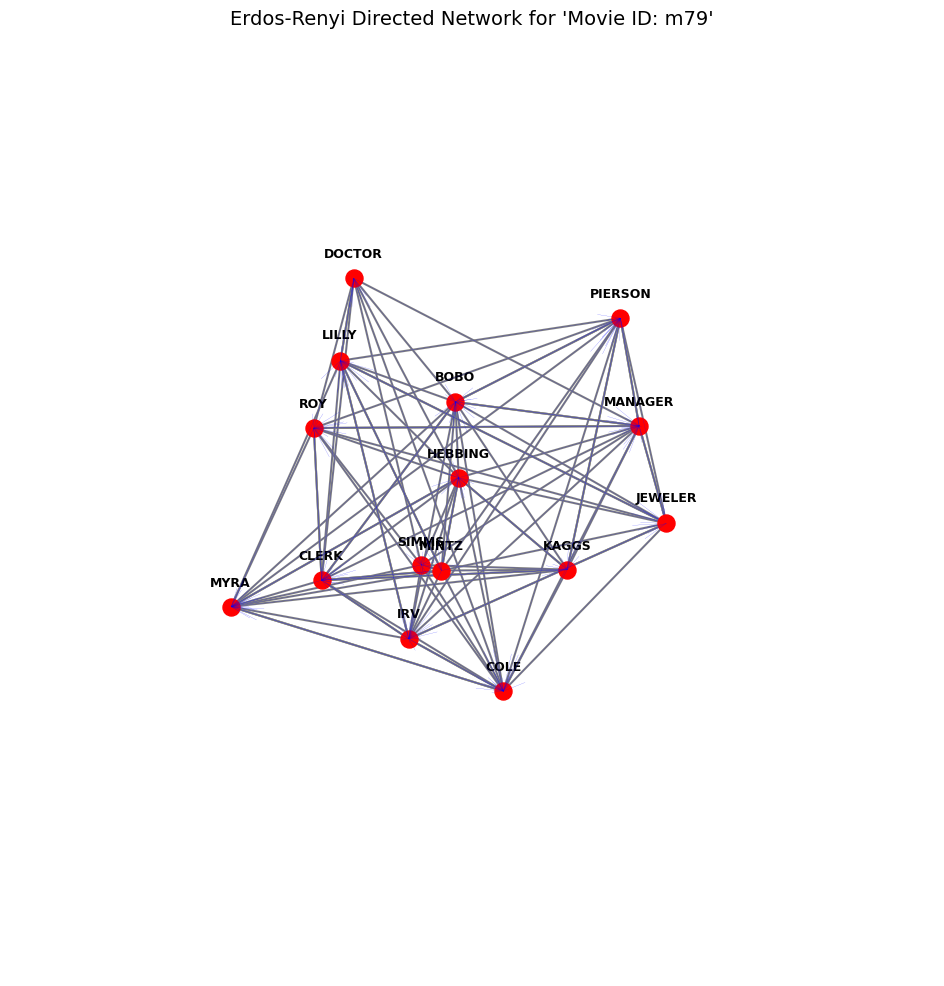 Erdos-Renyi Directed Network for 'Movie ID: m79'
DOCTOR
PIERSON
LILLY
BOBO
ROY
MANAGER
HEBBING
JEWELER
SIMMS
MINTZ
KAGGS
CLERK
MYRA
IRV
COLE